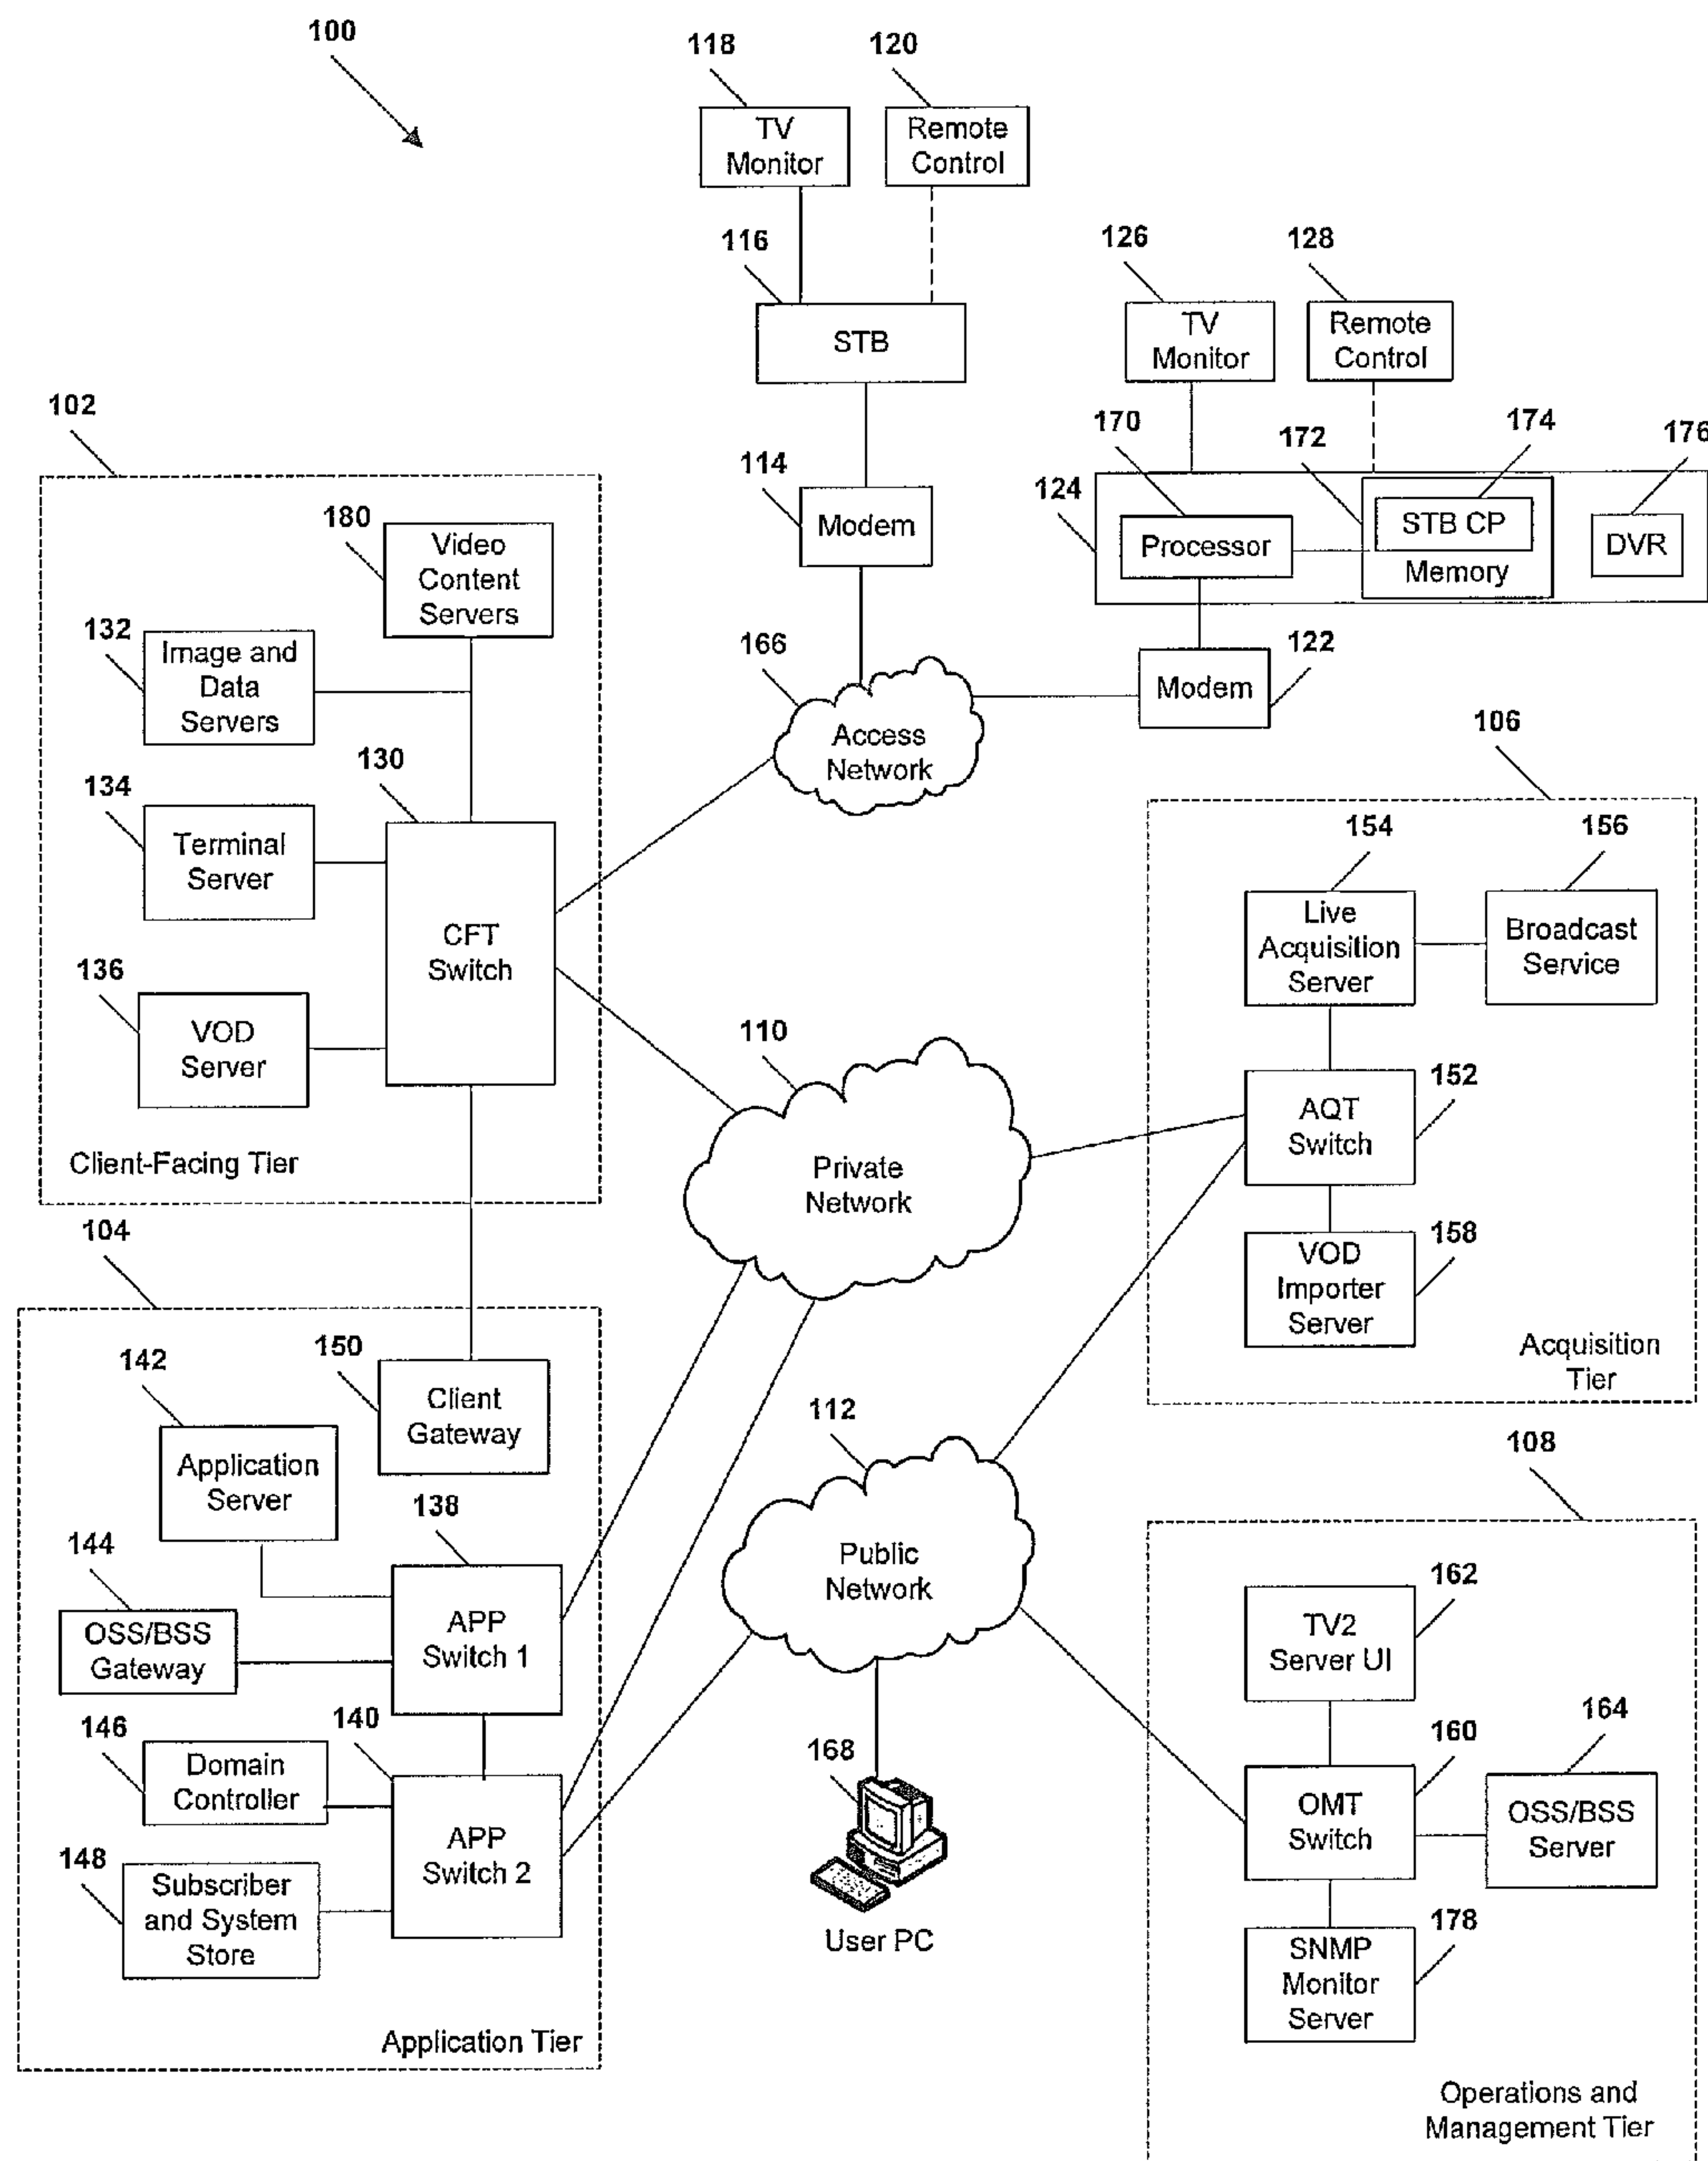 100
118
120
TV
Monitor
Remote
Control
116
STB
126
128
TV
Monitor
Remote
Control
102
114
Modem
124
170
172
174
176
Processor
STB CP
Memory
DVR
180
Video
Content
Servers
132
Image and
Data
Servers
166
Access
Network
Modem
122
134
130
Terminal
Server
CFT
Switch
136
VOD
Server
Client-Facing Tier
106
154
156
Live
Acquisition
Server
Broadcast
Service
110
Private
Network
AQT
Switch
152
VOD
Importer
Server
158
Acquisition
Tier
104
142
150
Client
Gateway
Application
Server
138
144
OSS/BSS
Gateway
APP
Switch 1
146
140
Domain
Controller
APP
Switch 2
148
Subscriber
and System
Store
Application Tier
112
Public
Network
168
User PC
108
TV2
Server UI
162
OMT
Switch
160
164
OSS/BSS
Server
SNMP
Monitor
Server
178
Operations and
Management Tier